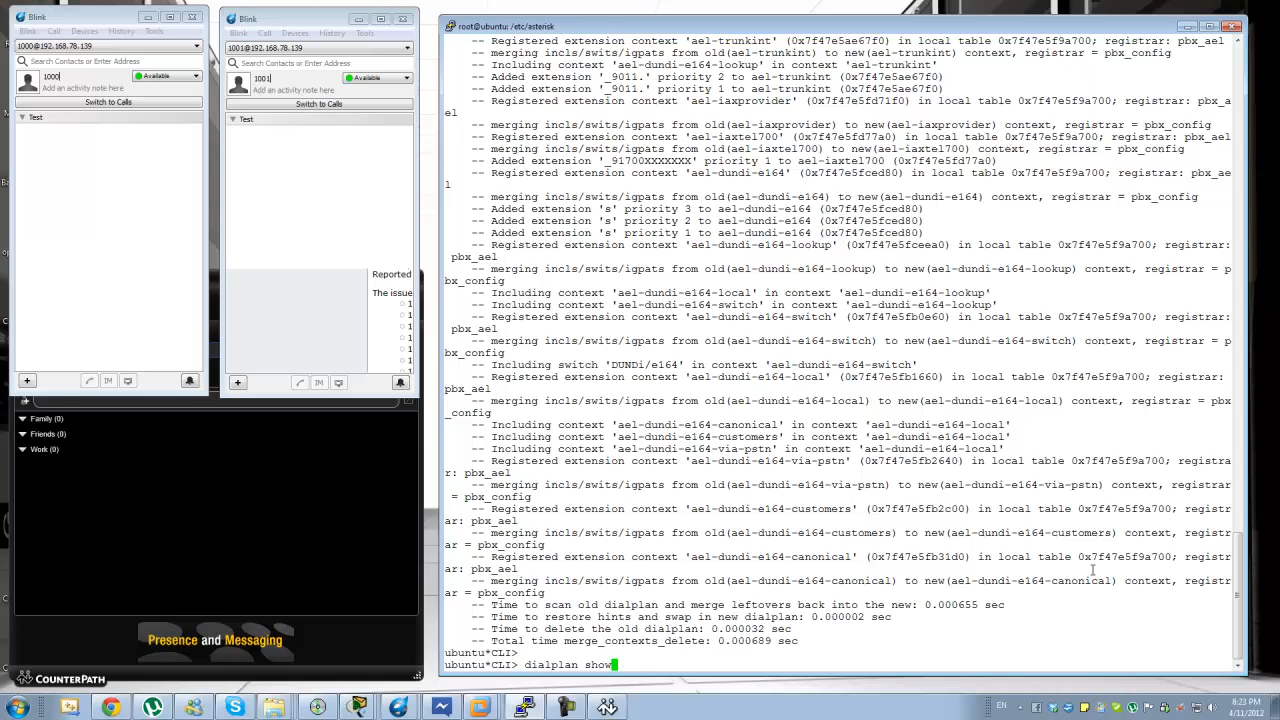 Blink
Blink Call Devices History Tools
1000@192.168.78.139
Search Contacts or Enter Address
1000
Available
Add an activity note here
Switch to Calls
Test
IM
Blink
Blink Call Devices History Tools
1001@192.168.78.139
Search Contacts or Enter Address
1001
Available
Add an activity note here
Switch to Calls
Test
Reported
The issue
1
1
1
1
1
1
1
IM
Family (0)
Friends (0)
Work (0)
Presence and Messaging
COUNTERPATH
root@ubuntu: /etc/asterisk
-- merging incls/swits/igpats from old(ael-trunkint) to new(ael-trunkint) context, registrar = pbx_config
-- Including context 'ael-trunklocal' in context 'ael-trunkint'
-- Including context 'ael-dundi-e164-lookup' in context 'ael-trunkint'
-- Added extension '_9011.' priority 2 to ael-trunkint (0x7f47e5ae67f0)
-- Added extension '_9011.' priority 1 to ael-trunkint (0x7f47e5ae67f0)
-- Registered extension context 'ael-iaxprovider' (0x7f47e5fd71f0) in local table 0x7f47e5f9a700; registrar: pbx_a
el
-- merging incls/swits/igpats from old(ael-iaxprovider) to new(ael-iaxprovider) context, registrar = pbx_config
-- Registered extension context 'ael-iaxtel700' (0x7f47e5fd77a0) in local table 0x7f47e5f9a700; registrar: pbx_ael
-- merging incls/swits/igpats from old(ael-iaxtel700) to new(ael-iaxtel700) context, registrar = pbx_config
-- Added extension '_91700XXXXXXX' priority 1 to ael-iaxtel700 (0x7f47e5fd77a0)
-- Registered extension context 'ael-dundi-e164' in local table 0x7f47e5f9a700; registrar: pbx_ae
l
-- merging incls/swits/igpats from old(ael-dundi-e164) to new(ael-dundi-e164) context, registrar = pbx_config
-- Added extension 's' priority 3 to ael-dundi-e164 (0x7f47e5fced80)
-- Added extension 's' priority 2 to ael-dundi-e164 (0x7f47e5fced80)
-- Added extension 's' priority 1 to ael-dundi-e164 (0x7f47e5fced80)
-- Registered extension context 'ael-dundi-e164-lookup' in local table 0x7f47e5f9a700; registrar:
pbx_ael
-- merging incls/swits/igpats from old(ael-dundi-e164-lookup) to new(ael-dundi-e164-lookup) context, registrar = p
bx_config
-- Including context 'ael-dundi-e164-local' in context 'ael-dundi-e164-lookup'
-- Including context 'ael-dundi-e164-switch' in context 'ael-dundi-e164-lookup'
-- Registered extension context 'ael-dundi-e164-switch' (0x7f47e5fb0e60) in local table 0x7f47e5f9a700; registrar:
pbx_ael
-- merging incls/swits/igpats from old(ael-dundi-e164-switch) to new(ael-dundi-e164-switch) context, registrar = p
bx_config
-- Including switch 'DUNDi/e164' in context 'ael-dundi-e164-switch'
-- Registered extension context 'ael-dundi-e164-local' (0x7f47e5fb1660) in local table 0x7f47e5f9a700; registrar:
pbx_ael
-- merging incls/swits/igpats from old(ael-dundi-e164-local) to new(ael-dundi-e164-local) context, registrar = pbx
_config
-- Including context 'ael-dundi-e164-canonical' in context 'ael-dundi-e164-local'
-- Including context 'ael-dundi-e164-customers' in context 'ael-dundi-e164-local'
-- Including context 'ael-dundi-e164-via-pstn' in context 'ael-dundi-e164-local'
-- Registered extension context 'ael-dundi-e164-via-pstn' (0x7f47e5fb2640) in local table 0x7f47e5f9a700; registra
r: pbx_ael
-- merging incls/swits/igpats from old(ael-dundi-e164-via-pstn) to new(ael-dundi-e164-via-pstn) context, registrar
= pbx_config
-- Registered extension context 'ael-dundi-e164-customers' (0x7f47e5fb2c00) in local table 0x7f47e5f9a700; registr
ar: pbx_ael
-- merging incls/swits/igpats from old(ael-dundi-e164-customers) to new(ael-dundi-e164-customers) context, registr
ar = pbx_config
-- Registered extension context 'ael-dundi-e164-canonical' (0x7f47e5fb31d0) in local table 0x7f47e5f9a700; registr
ar: pbx_ael
-- merging incls/swits/igpats from old(ael-dundi-e164-canonical) to new(ael-dundi-e164-canonical) context, registr
ar = pbx_config
-- Time to scan old dialplan and merge leftovers back into the new: 0.000655 sec
-- Time to restore hints and swap in new dialplan: 0.000002 sec
-- Time to delete the old dialplan: 0.000032 sec
-- Total time merge_contexts_delete: 0.000689 sec
ubuntu*CLI>
ubuntu*CLI> dialplan show
EN
8:23 PM
4/11/2012